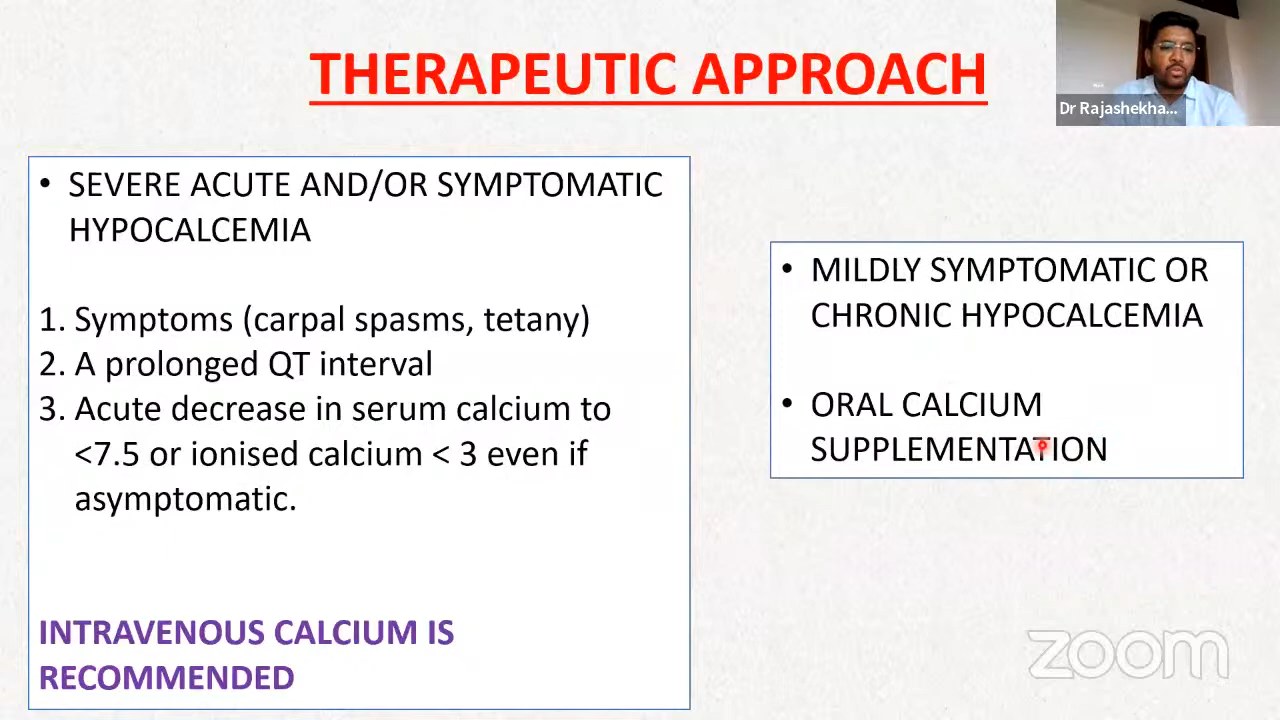 THERAPEUTIC APPROACH
Dr Rajashekha...
• SEVERE ACUTE AND/OR SYMPTOMATIC
HYPOCALCEMIA
1. Symptoms (carpal spasms, tetany)
2. A prolonged QT interval
3. Acute decrease in serum calcium to
<7.5 or ionised calcium < 3 even if
asymptomatic.
INTRAVENOUS CALCIUM IS
RECOMMENDED
• MILDLY SYMPTOMATIC OR
CHRONIC HYPOCALCEMIA
• ORAL CALCIUM
SUPPLEMENTATION
zoom